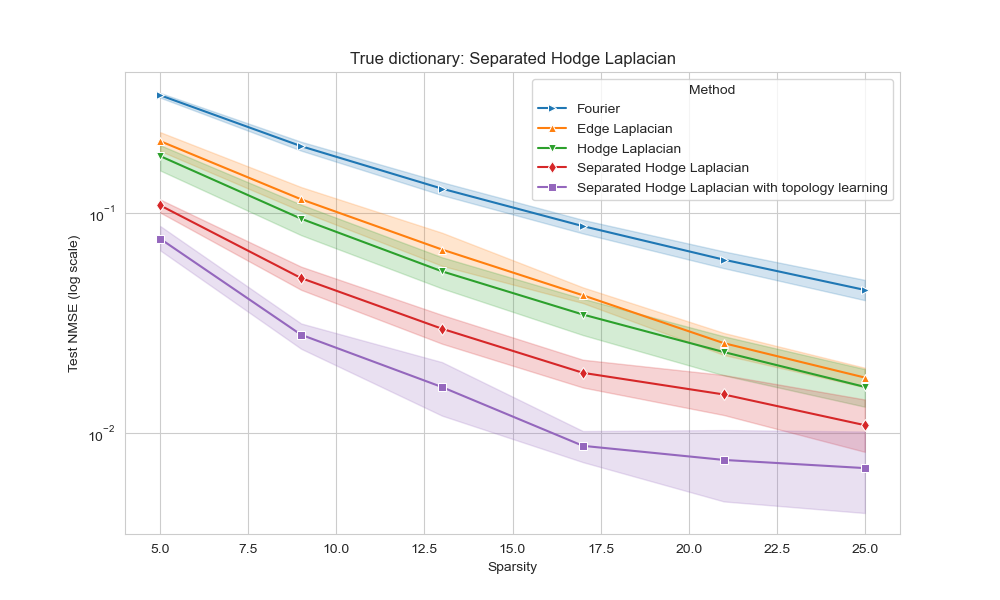 True dictionary: Separated Hodge Laplacian
Method
Fourier
Edge Laplacian
Hodge Laplacian
Separated Hodge Laplacian
Separated Hodge Laplacian with topology learning
Test NMSE (log scale)
10⁻¹
10⁻²
5.0 7.5 10.0 12.5 15.0 17.5 20.0 22.5 25.0
Sparsity